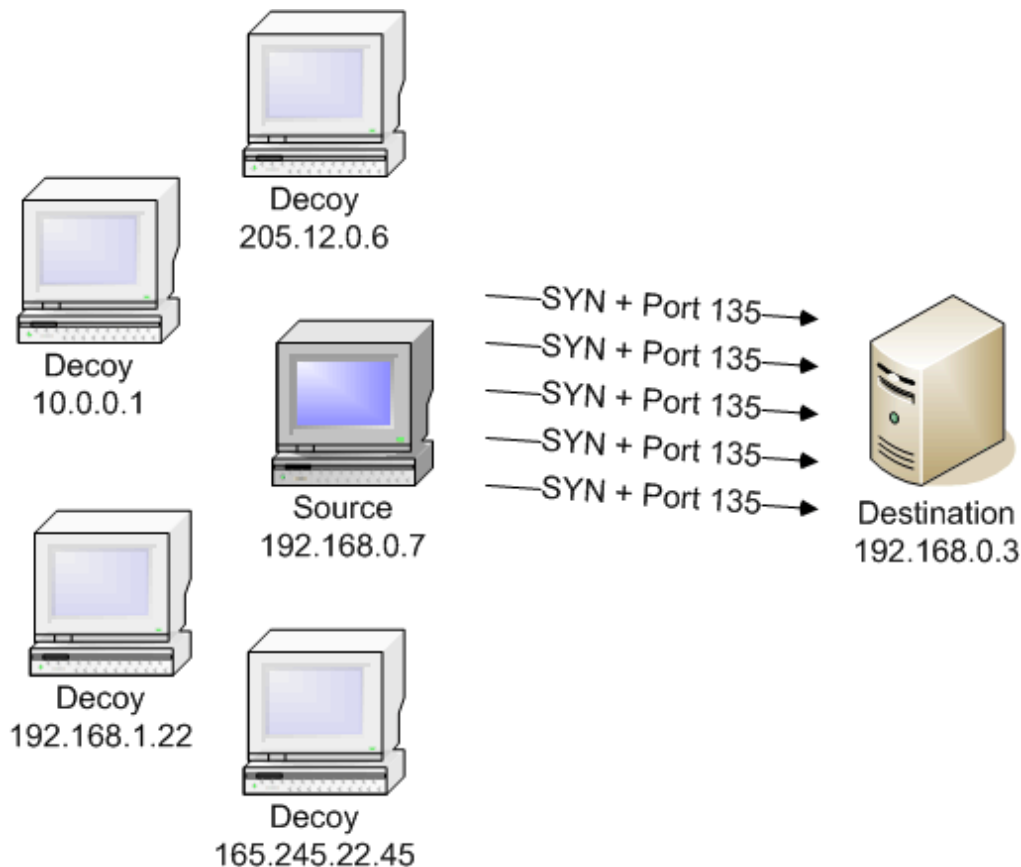 Decoy
205.12.0.6
Decoy
10.0.0.1
Source
192.168.0.7
Decoy
192.168.1.22
Decoy
165.245.22.45
SYN + Port 135
SYN + Port 135
SYN + Port 135
SYN + Port 135
SYN + Port 135
Destination
192.168.0.3